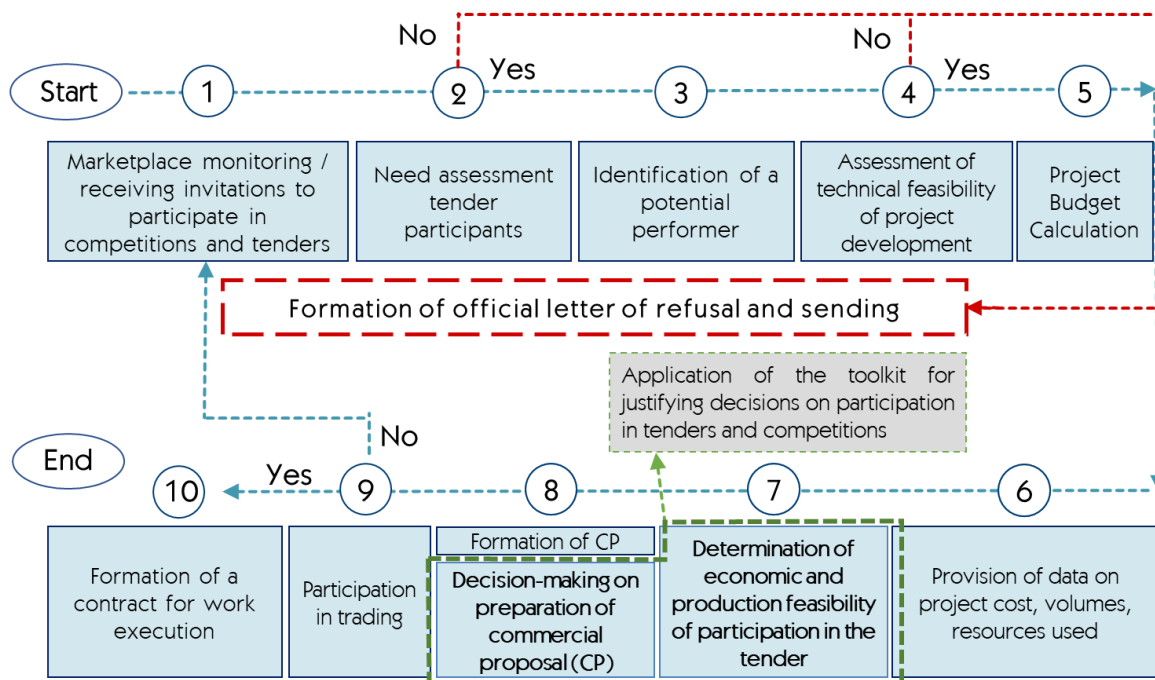 No
No
Start
1
2
Yes
3
4
Yes
5
Marketplace monitoring /
receiving invitations to
participate in
competitions and tenders
Need assessment
tender
participants
Identification of a
potential
performer
Assessment of
technical feasibility
of project
development
Project
Budget
Calculation
Formation of official letter of refusal and sending
Application of the toolkit for
justifying decisions on participation
in tenders and competitions
No
End
10
Yes
9
8
7
6
Formation of a
contract for work
execution
Participation
in trading
Formation of CP
Decision-making on
preparation of
commercial
proposal (CP)
Determination of
economic and
production feasibility
of participation in the
tender
Provision of data on
project cost, volumes,
resources used